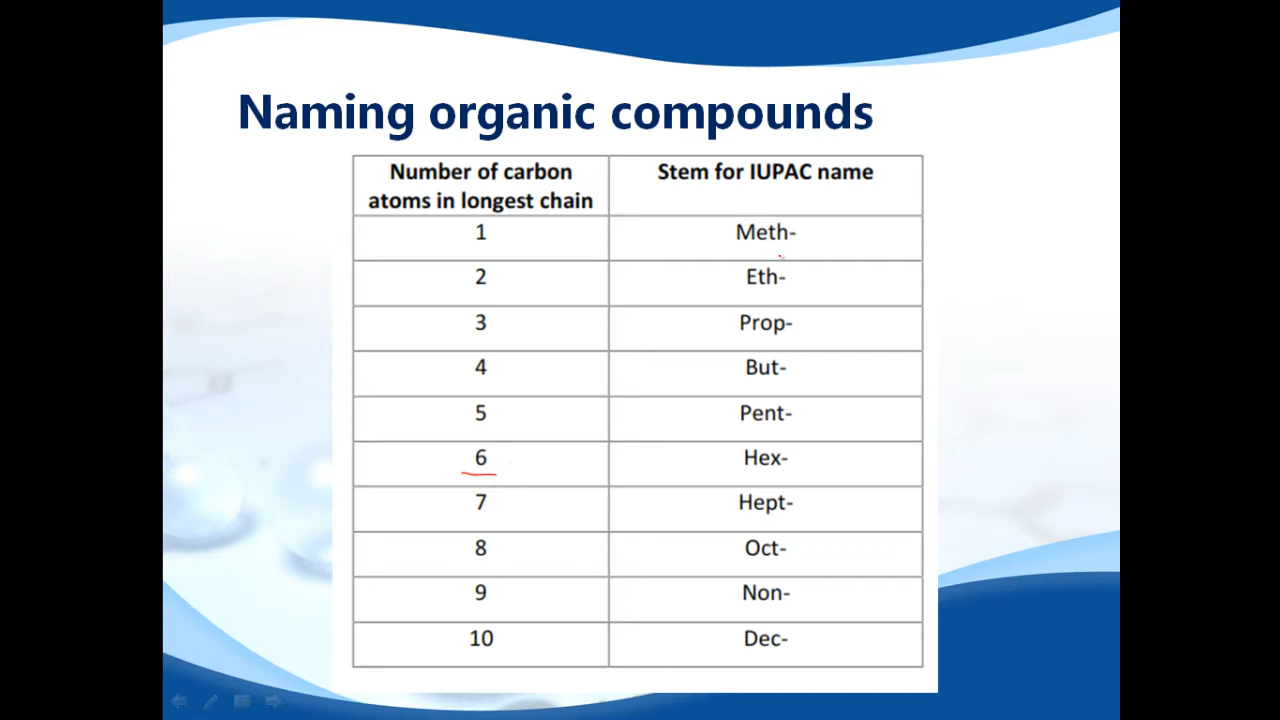 Naming organic compounds
Number of carbon
atoms in longest chain
Stem for IUPAC name
1 Meth-
2 Eth-
3 Prop-
4 But-
5 Pent-
6 Hex-
7 Hept-
8 Oct-
9 Non-
10 Dec-